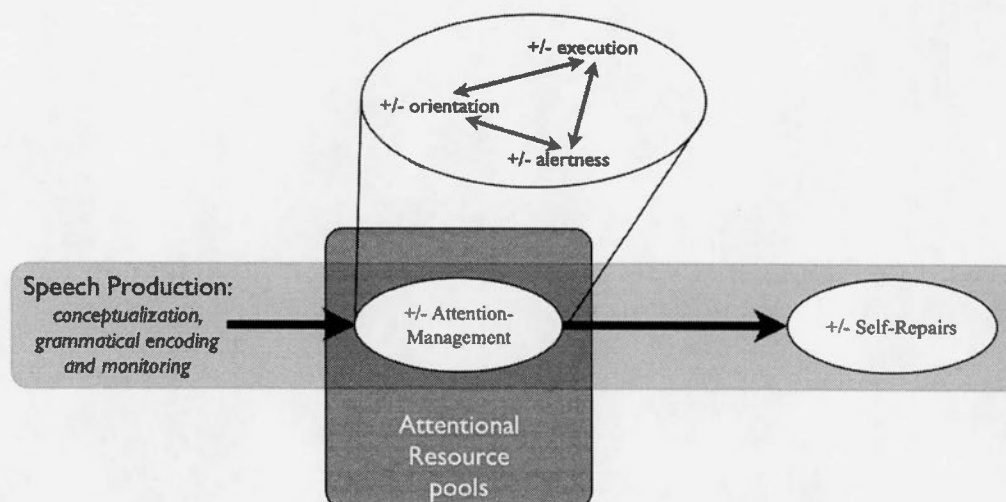 +/- execution
+/- orientation
+/- alertness
Speech Production:
conceptualization,
grammatical encoding
and monitoring
+/- Attention-
Management
+/- Self-Repairs
Attentional
Resource
pools